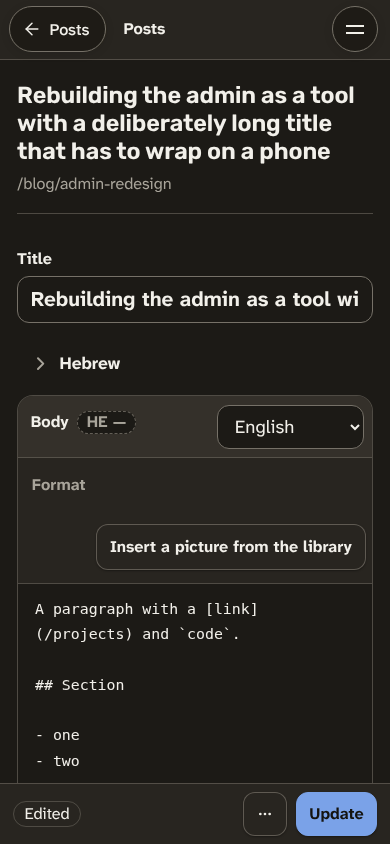 ← Posts
Posts
Rebuilding the admin as a tool
with a deliberately long title
that has to wrap on a phone
/blog/admin-redesign
Title
Rebuilding the admin as a tool wi
Hebrew
Body HE — English
Format
Insert a picture from the library
A paragraph with a [link]
(/projects) and `code`.
## Section
- one
- two
Edited ... Update